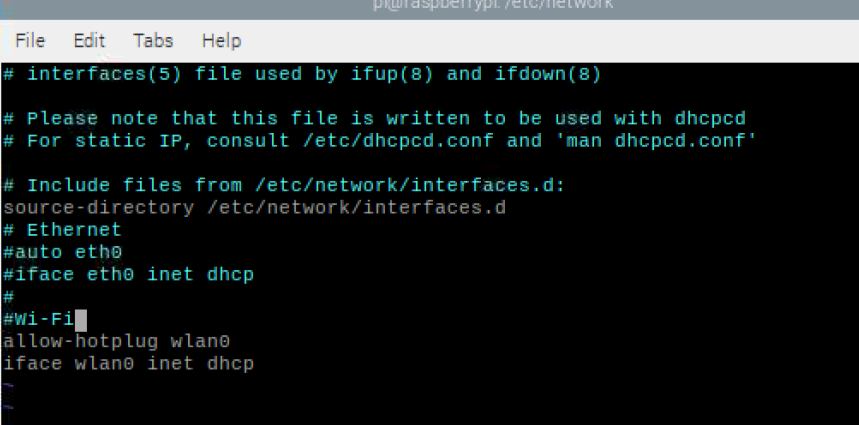 pi@raspberrypi: /etc/network
File Edit Tabs Help
# interfaces(5) file used by ifup(8) and ifdown(8)
# Please note that this file is written to be used with dhcpcd
# For static IP, consult /etc/dhcpcd.conf and 'man dhcpcd.conf'
# Include files from /etc/network/interfaces.d:
source-directory /etc/network/interfaces.d
# Ethernet
#auto eth0
#iface eth0 inet dhcp
#
#Wi-Fi
allow-hotplug wlan0
iface wlan0 inet dhcp
~
~